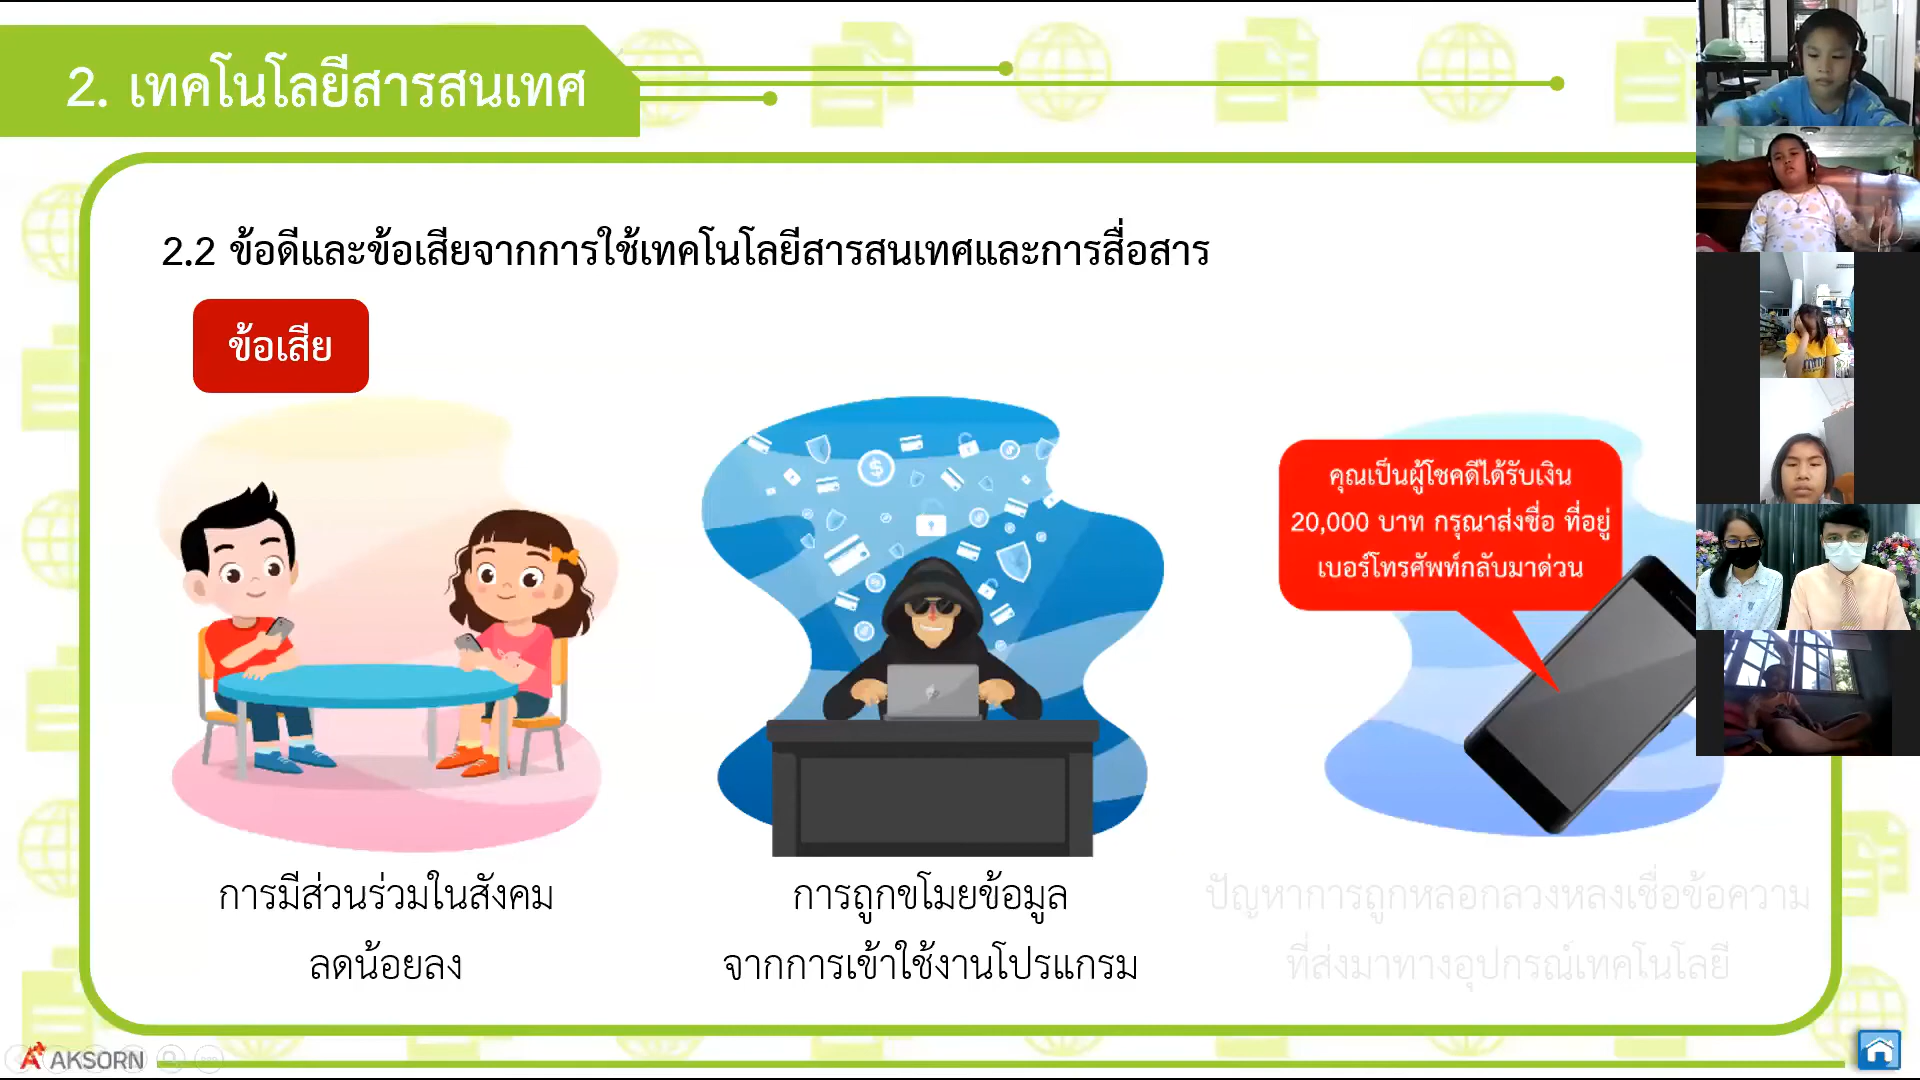 2. เทคโนโลยีสารสนเทศ
2.2 ข้อดีและข้อเสียจากการใช้เทคโนโลยีสารสนเทศและการสื่อสาร
ข้อเสีย
คุณเป็นผู้โชคดีได้รับเงิน
20,000 บาท กรุณาส่งชื่อ ที่อยู่
เบอร์โทรศัพท์กลับมาด่วน
$
การมีส่วนร่วมในสังคม
ลดน้อยลง
การถูกขโมยข้อมูล
จากการเข้าใช้งานโปรแกรม
ปัญหาการถูกหลอกลวงหลงเชื่อข้อความ
ที่ส่งมาทางอุปกรณ์เทคโนโลยี
AKSORN